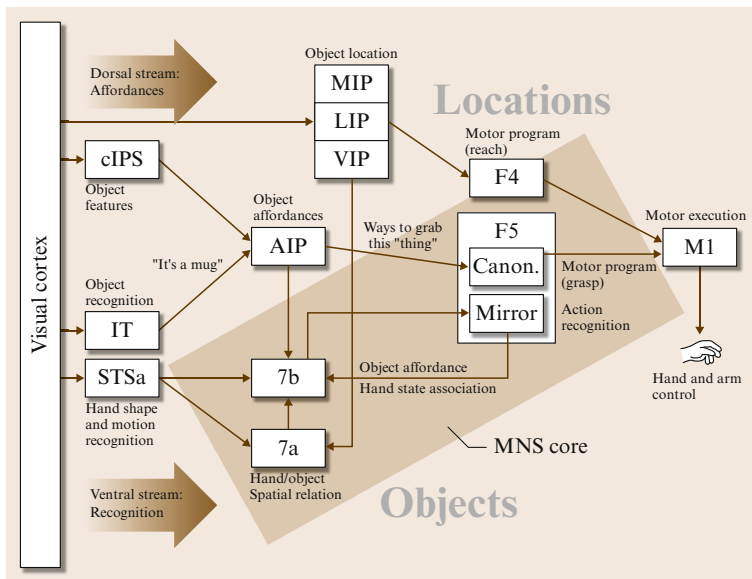 Visual cortex
Dorsal stream:
Affordances
Object location
MIP
LIP
VIP
Locations
Motor program
(reach)
F4
cIPS
Object
features
Object
affordances
AIP
Ways to grab
this "thing"
F5
Canon.
Mirror
Motor execution
M1
Motor program
(grasp)
Action
recognition
"It's a mug"
Object
recognition
IT
STSa
Hand shape
and motion
recognition
7b
Object affordance
Hand state association
7a
Hand/object
Spatial relation
MNS core
Hand and arm
control
Ventral stream:
Recognition
Objects